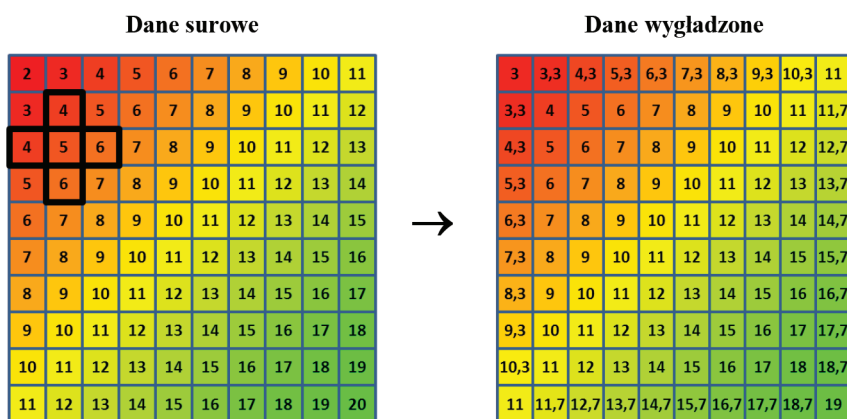 Dane surowe
Dane wygładzone
2 3 4 5 6 7 8 9 10 11
3 4 5 6 7 8 9 10 11 12
4 5 6 7 8 9 10 11 12 13
5 6 7 8 9 10 11 12 13 14
6 7 8 9 10 11 12 13 14 15
7 8 9 10 11 12 13 14 15 16
8 9 10 11 12 13 14 15 16 17
9 10 11 12 13 14 15 16 17 18
10 11 12 13 14 15 16 17 18 19
11 12 13 14 15 16 17 18 19 20
→
3 3,3 4,3 5,3 6,3 7,3 8,3 9,3 10,3 11
3,3 4 5 6 7 8 9 10 11 11,7
4,3 5 6 7 8 9 10 11 12 12,7
5,3 6 7 8 9 10 11 12 13 13,7
6,3 7 8 9 10 11 12 13 14 14,7
7,3 8 9 10 11 12 13 14 15 15,7
8,3 9 10 11 12 13 14 15 16 16,7
9,3 10 11 12 13 14 15 16 17 17,7
10,3 11 12 13 14 15 16 17 18 18,7
11 11,7 12,7 13,7 14,7 15,7 16,7 17,7 18,7 19